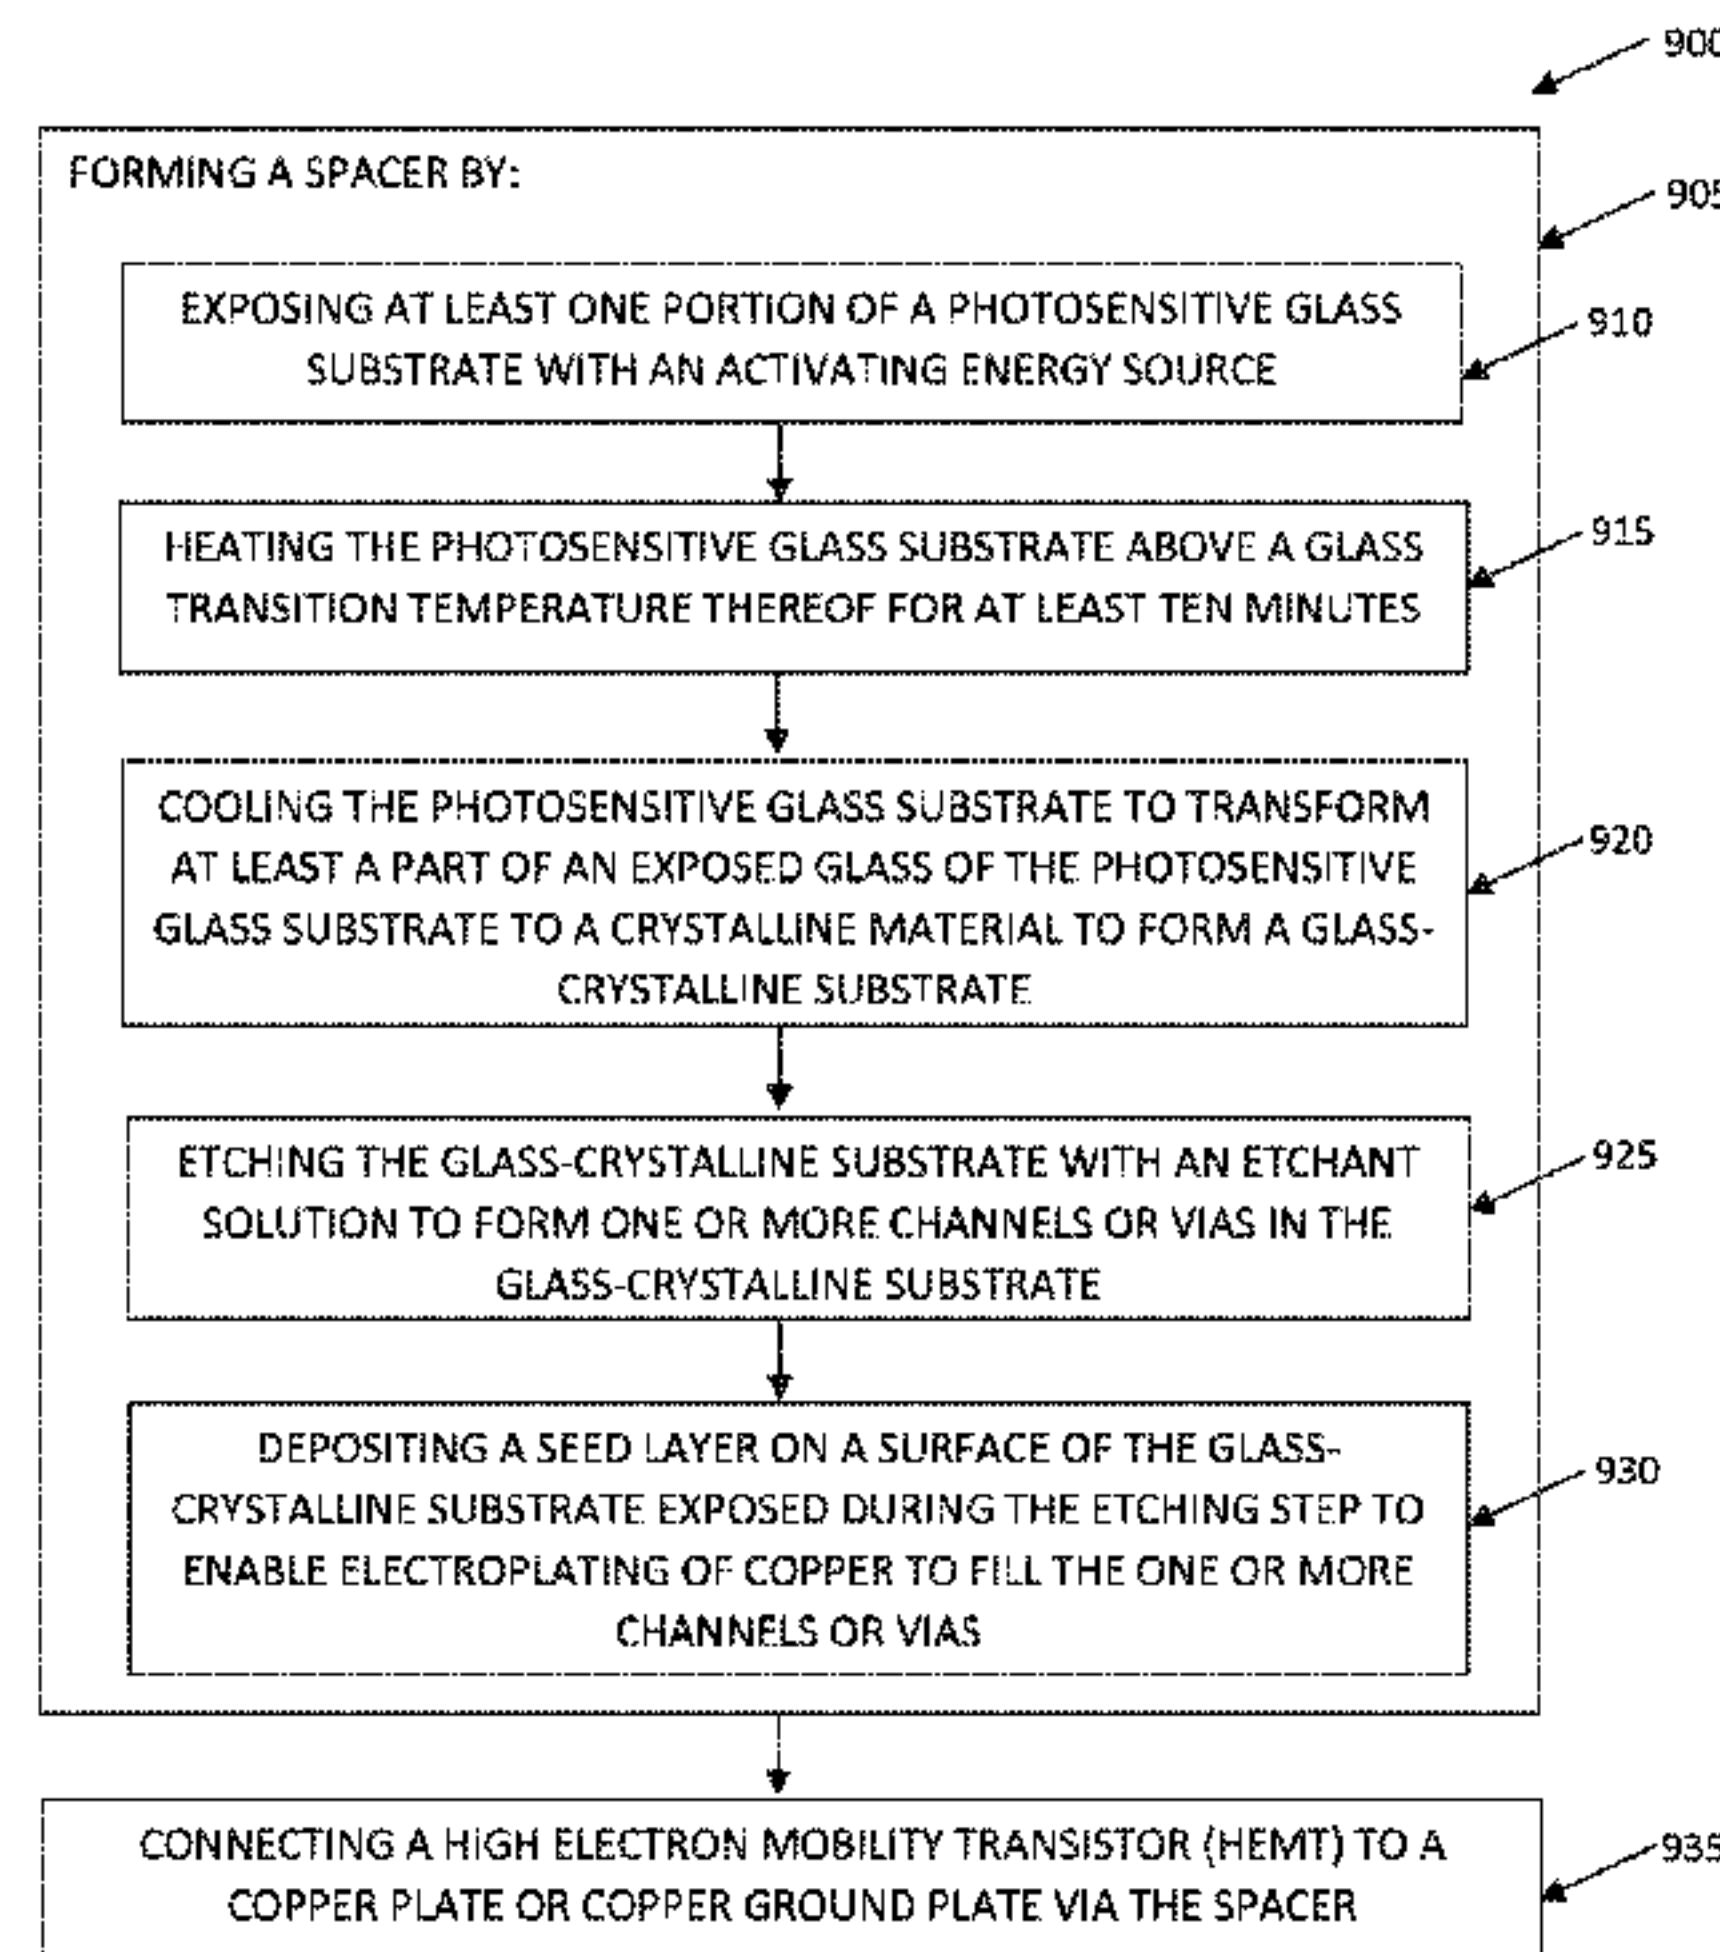 900
FORMING A SPACER BY:
905
EXPOSING AT LEAST ONE PORTION OF A PHOTOSENSITIVE GLASS
SUBSTRATE WITH AN ACTIVATING ENERGY SOURCE
910
HEATING THE PHOTOSENSITIVE GLASS SUBSTRATE ABOVE A GLASS
TRANSITION TEMPERATURE THEREOF FOR AT LEAST TEN MINUTES
915
COOLING THE PHOTOSENSITIVE GLASS SUBSTRATE TO TRANSFORM
AT LEAST A PART OF AN EXPOSED GLASS OF THE PHOTOSENSITIVE
GLASS SUBSTRATE TO A CRYSTALLINE MATERIAL TO FORM A GLASS-
CRYSTALLINE SUBSTRATE
920
ETCHING THE GLASS-CRYSTALLINE SUBSTRATE WITH AN ETCHANT
SOLUTION TO FORM ONE OR MORE CHANNELS OR VIAS IN THE
GLASS-CRYSTALLINE SUBSTRATE
925
DEPOSITING A SEED LAYER ON A SURFACE OF THE GLASS-
CRYSTALLINE SUBSTRATE EXPOSED DURING THE ETCHING STEP TO
ENABLE ELECTROPLATING OF COPPER TO FILL THE ONE OR MORE
CHANNELS OR VIAS
930
CONNECTING A HIGH ELECTRON MOBILITY TRANSISTOR (HEMT) TO A
COPPER PLATE OR COPPER GROUND PLATE VIA THE SPACER
935